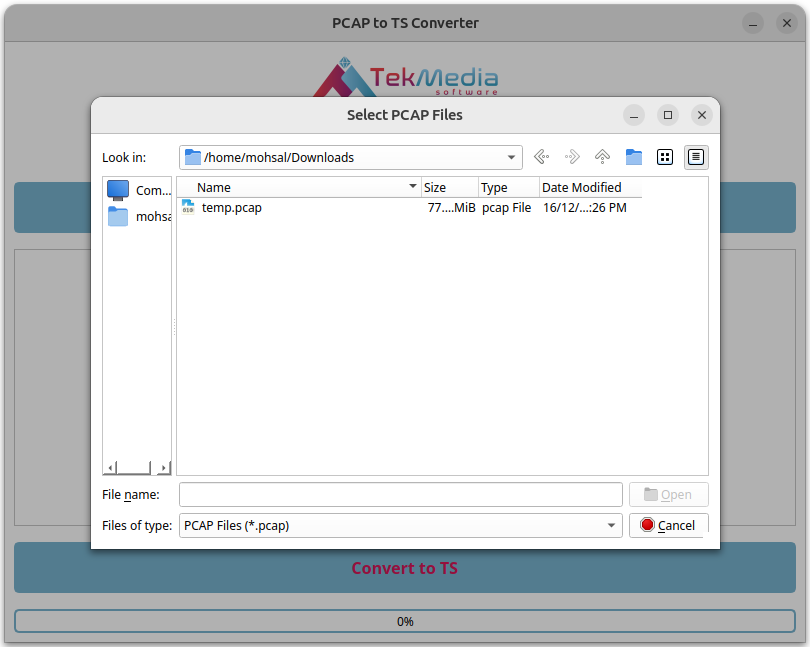 PCAP to TS Converter
TekMedia
software
Select PCAP Files
Look in: /home/mohsal/Downloads
Com...
mohsa
Name Size Type Date Modified
temp.pcap 77....MiB pcap File 16/12/...:26 PM
File name: Open
Files of type: PCAP Files (*.pcap) Cancel
Convert to TS
0%